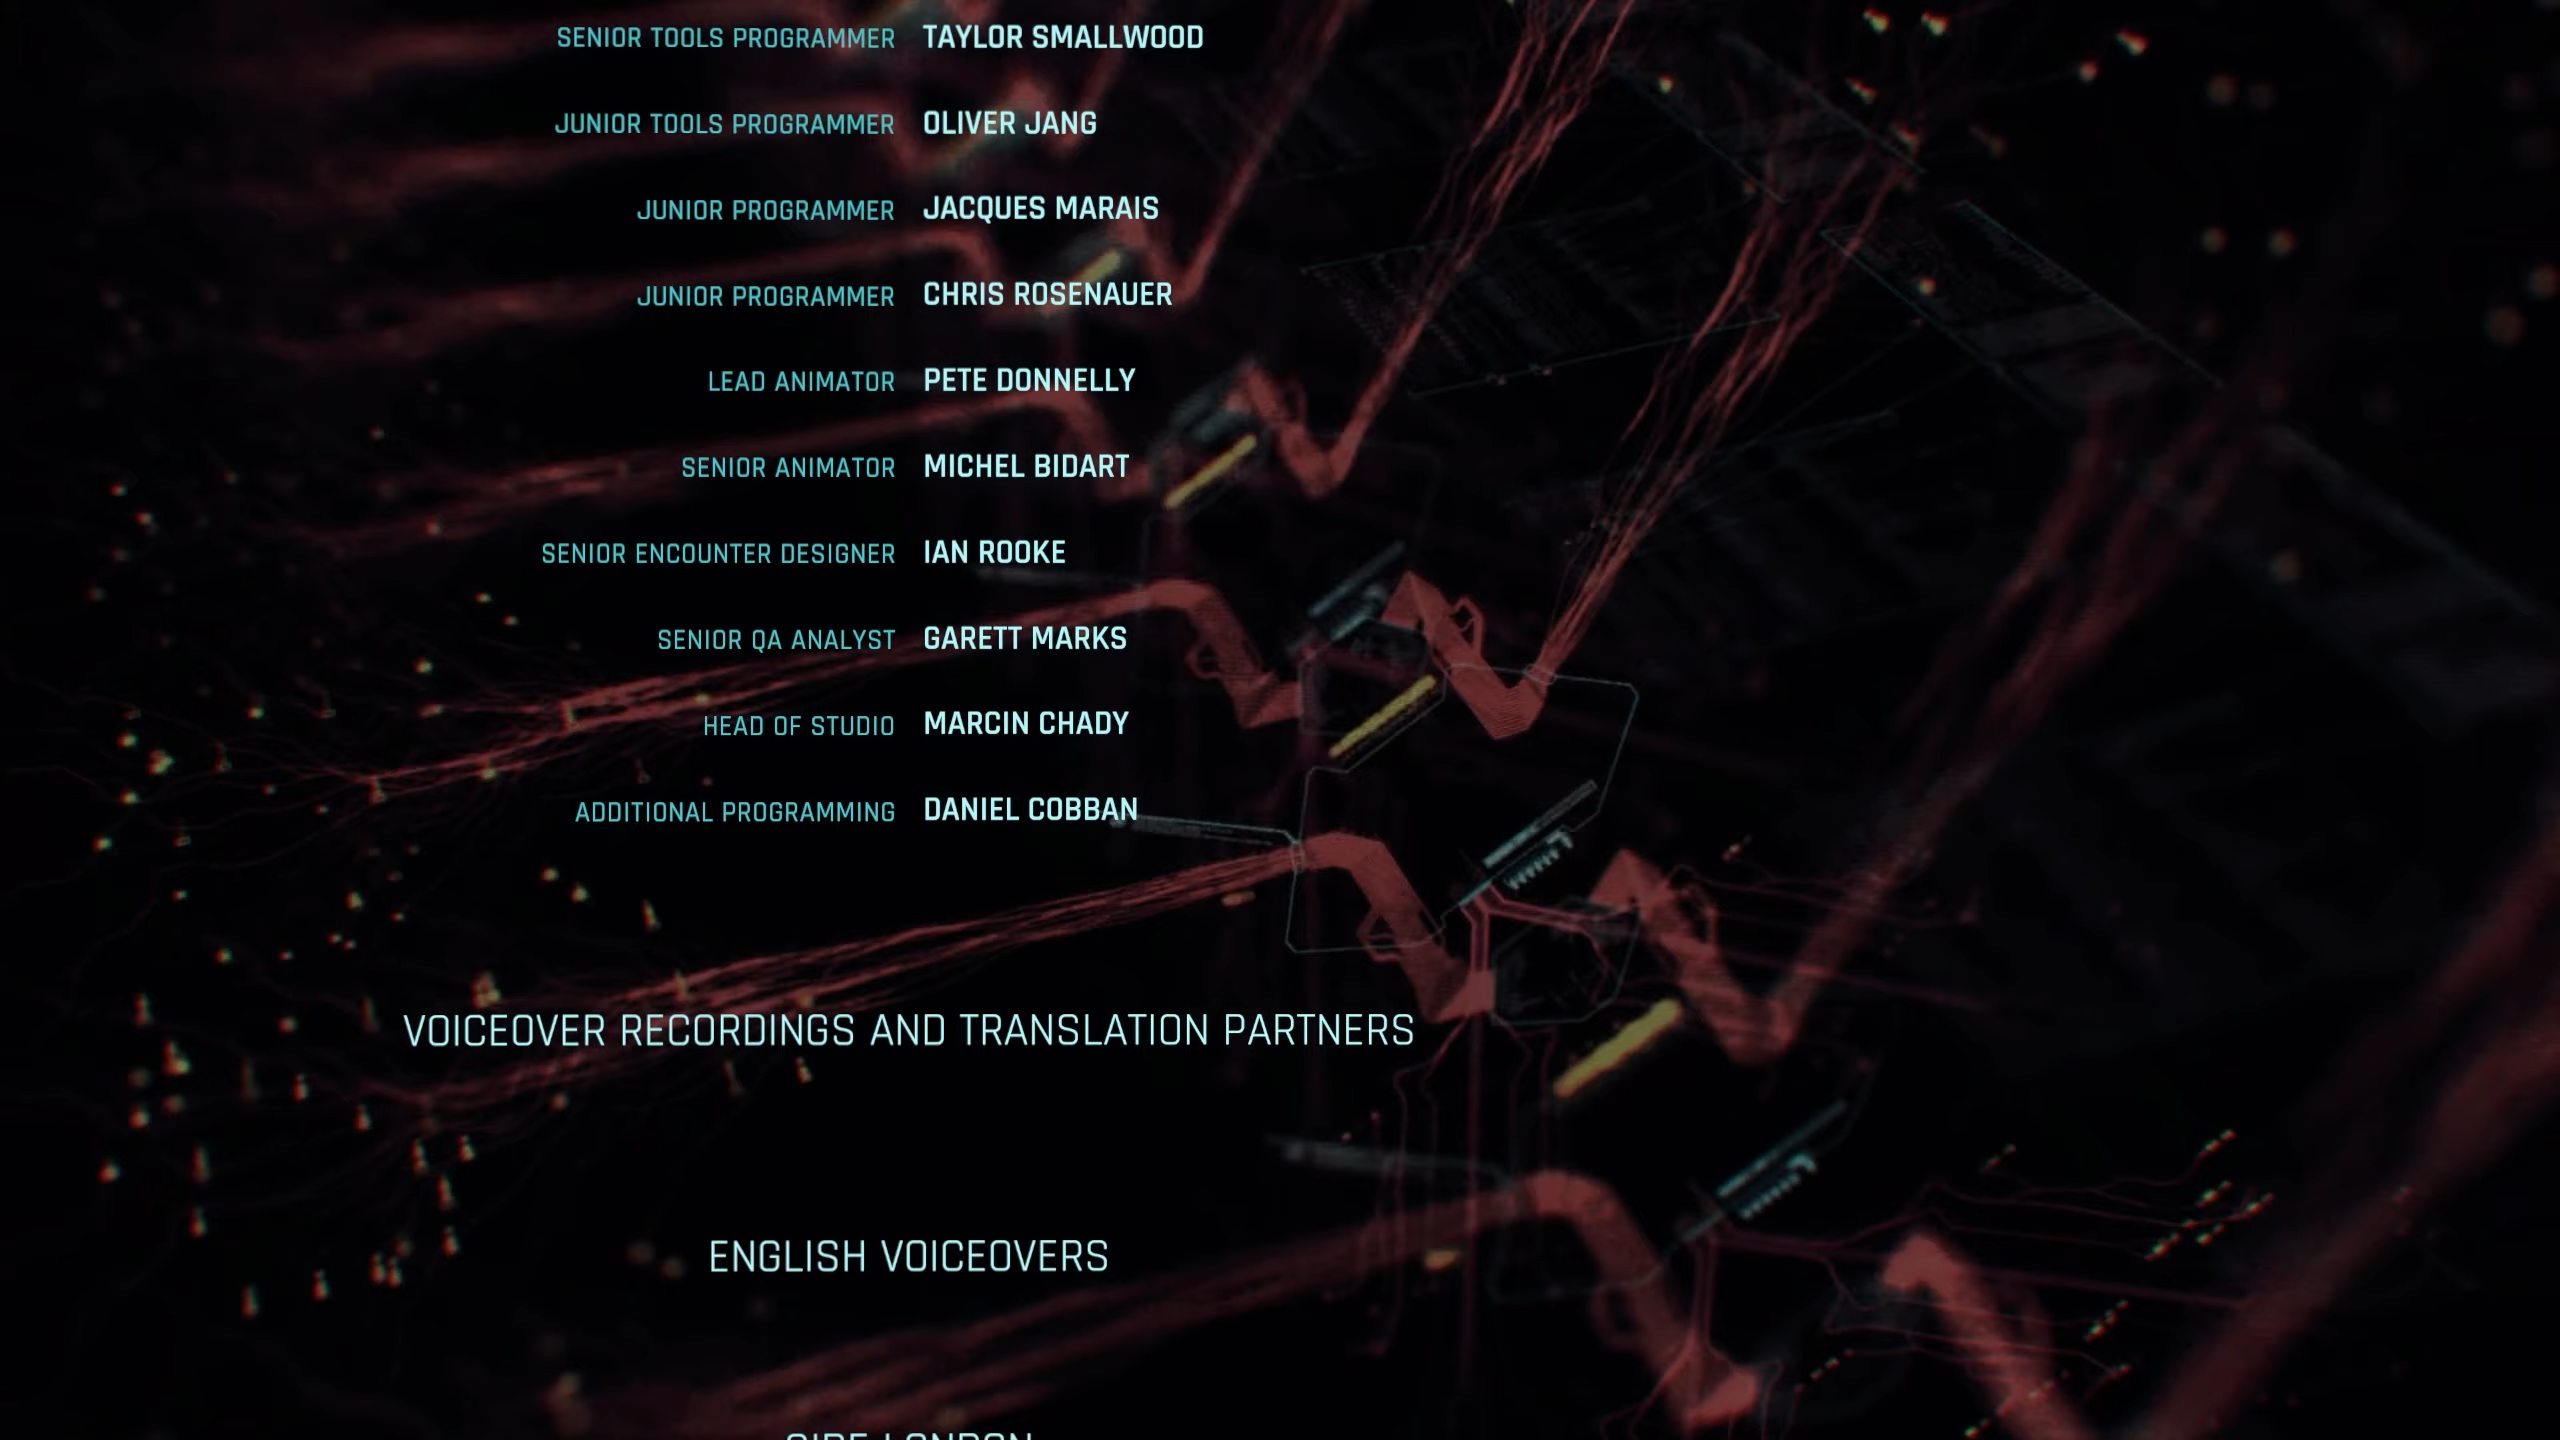 SENIOR TOOLS PROGRAMMER TAYLOR SMALLWOOD
JUNIOR TOOLS PROGRAMMER OLIVER JANG
JUNIOR PROGRAMMER JACQUES MARAIS
JUNIOR PROGRAMMER CHRIS ROSENAUER
LEAD ANIMATOR PETE DONNELLY
SENIOR ANIMATOR MICHEL BIDART
SENIOR ENCOUNTER DESIGNER IAN ROOKE
SENIOR QA ANALYST GARETT MARKS
HEAD OF STUDIO MARCIN CHADY
ADDITIONAL PROGRAMMING DANIEL COBBAN
VOICEOVER RECORDINGS AND TRANSLATION PARTNERS
ENGLISH VOICEOVERS
LONDON